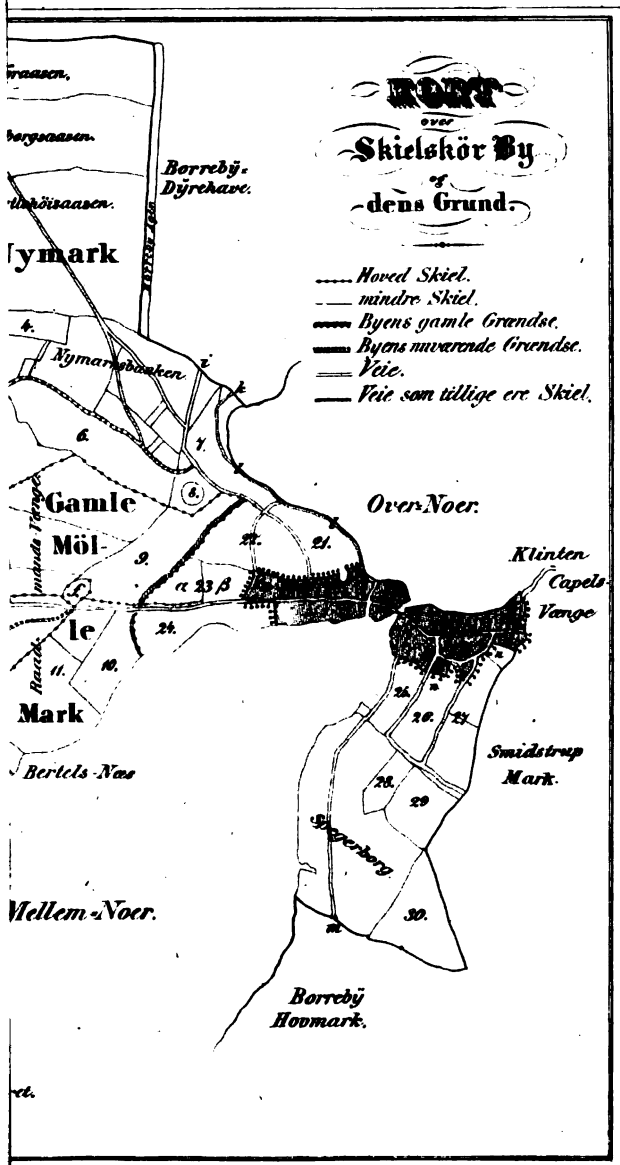 KORT
over
Skielskör By
og
dens Grund.
Hoved Skiel.
mindre Skiel.
Byens gamle Grændse.
Byens nuværende Grændse.
Veie.
Veie som tillige ere Skiel.
raasen.
Borrebÿ-
Dÿrehave.
Nymark
4.
Nymarksbanken
i
k
6.
7.
8.
Gamle
Möl-
le
Mark
9.
22.
21.
Over-Noer.
Klinten
Capels-
Vænge
α 23 β
24.
10.
11.
Bertels-Næs
25.
n
n
26.
27.
28.
29
Smidstrup
Mark.
30.
m
Mellem-Noer.
Borrebÿ
Hovmark.